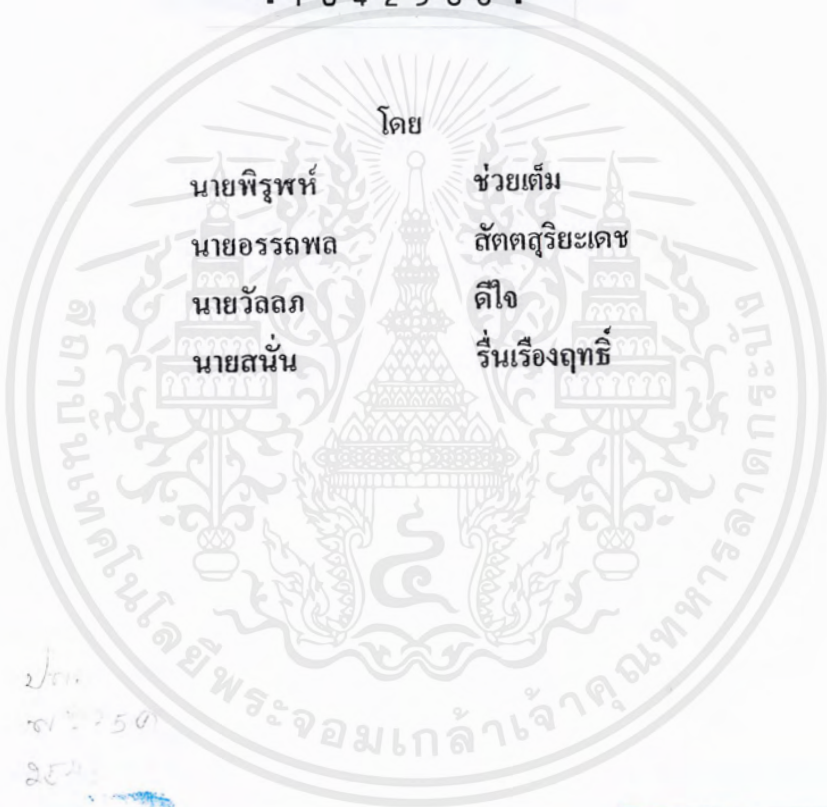 โดย
นายพิรุฬห์ ช่วยเต็ม
นายอรรถพล สัตตสุริยะเดช
นายวัลลภ ดีใจ
นายสนั่น รื่นเรืองฤทธิ์
สถาบันเทคโนโลยีพระจอมเกล้าเจ้าคุณทหารลาดกระบัง